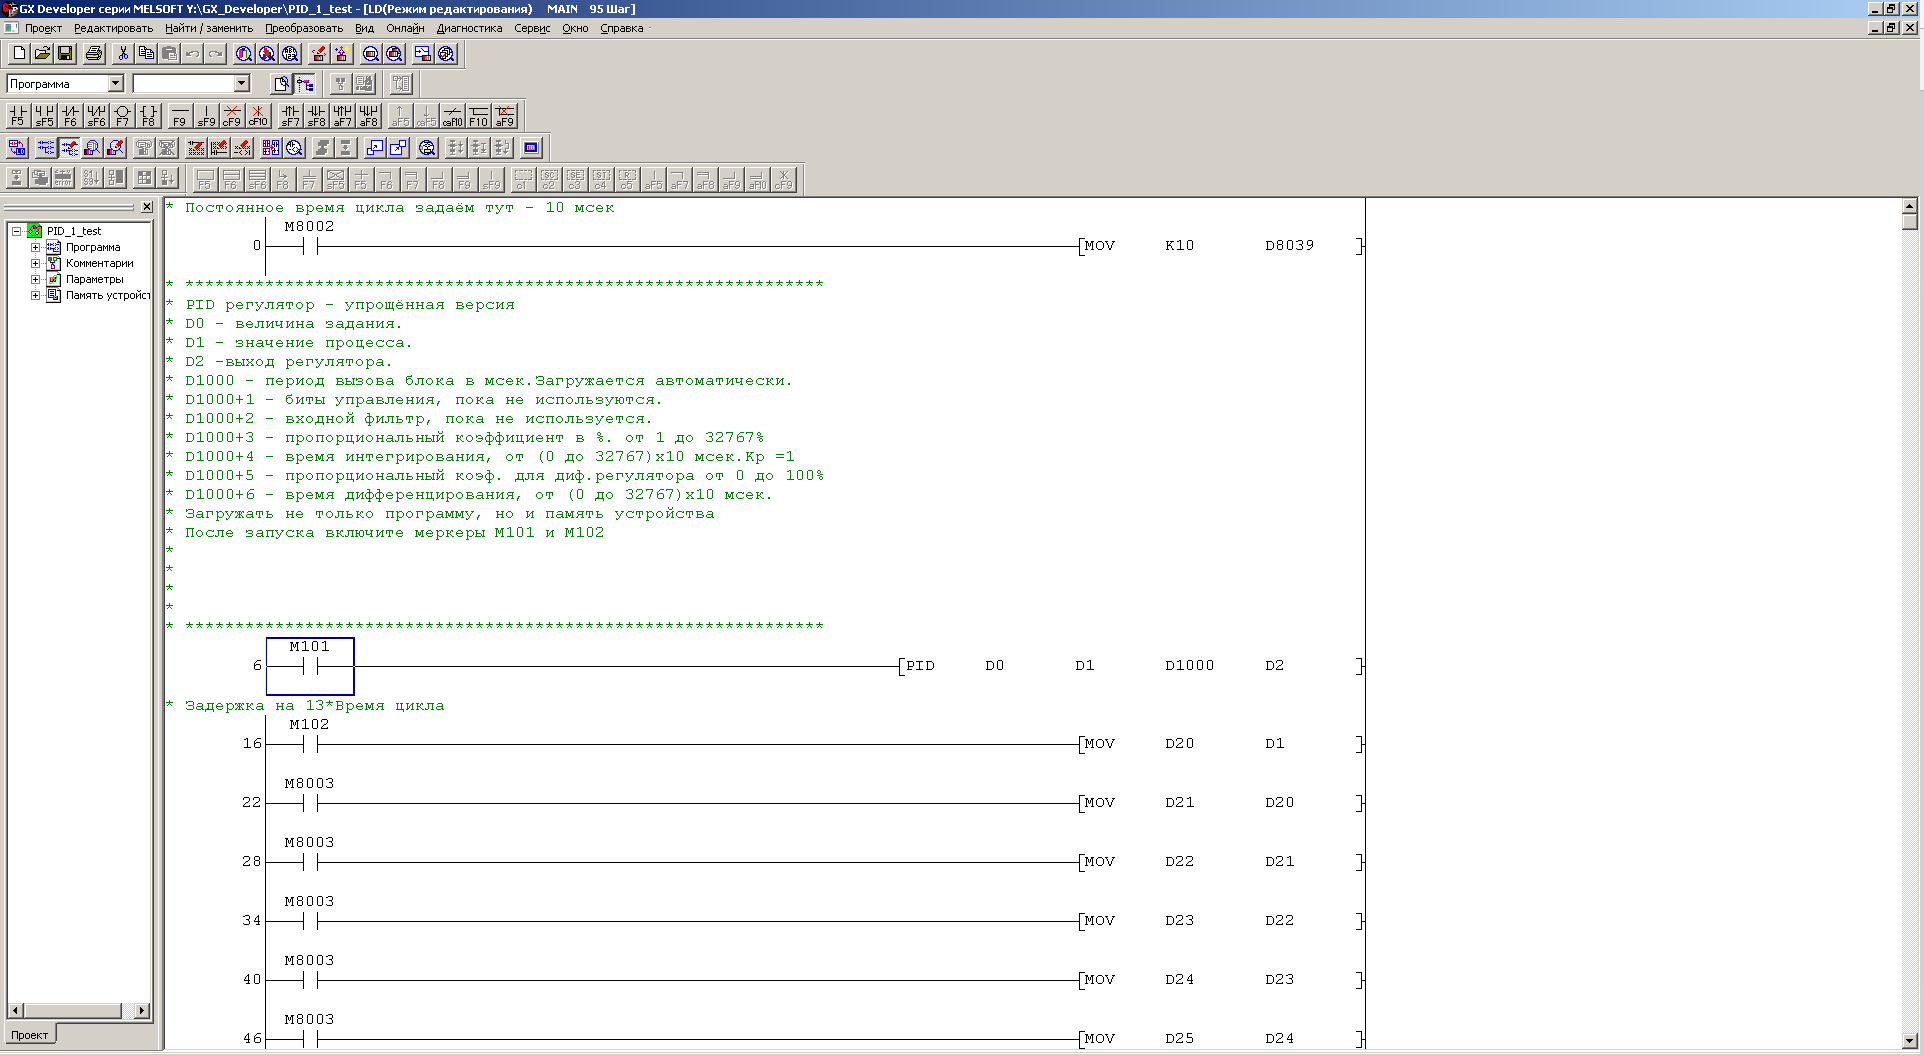 GX Developer серии MELSOFT Y:\GX_Developer\PID_1_test - [LD(Режим редактирования) MAIN 95 Шаг]
Проект Редактировать Найти / заменить Преобразовать Вид Онлайн Диагностика Сервис Окно Справка
Программа
F5 sF5 F6 sF6 F7 F8 F9 sF9 cF9 cF10 sF7 sF8 aF7 aF8 aF5 caF5 caF10 F10 aF9
F5 F6 sF6 F8 F7 sF5 F5 F6 F7 F8 F9 sF9 c1 c2 c3 c4 c5 aF5 aF7 aF8 aF9 aF10 cF9
PID_1_test
Программа
Комментарии
Параметры
Память устройст
Проект
* Постоянное время цикла задаём тут - 10 мсек
M8002
0 [MOV K10 D8039 ]
* ****************************************************************
* PID регулятор - упрощённая версия
* D0 - величина задания.
* D1 - значение процесса.
* D2 -выход регулятора.
* D1000 - период вызова блока в мсек.Загружается автоматически.
* D1000+1 - биты управления, пока не используются.
* D1000+2 - входной фильтр, пока не используется.
* D1000+3 - пропорциональный коэффициент в %. от 1 до 32767%
* D1000+4 - время интегрирования, от (0 до 32767)x10 мсек.Kp =1
* D1000+5 - пропорциональный коэф. для диф.регулятора от 0 до 100%
* D1000+6 - время дифференцирования, от (0 до 32767)x10 мсек.
* Загружать не только программу, но и память устройства
* После запуска включите меркеры M101 и M102
*
*
*
*
* ****************************************************************
M101
6 [PID D0 D1 D1000 D2 ]
* Задержка на 13*Время цикла
M102
16 [MOV D20 D1 ]
M8003
22 [MOV D21 D20 ]
M8003
28 [MOV D22 D21 ]
M8003
34 [MOV D23 D22 ]
M8003
40 [MOV D24 D23 ]
M8003
46 [MOV D25 D24 ]